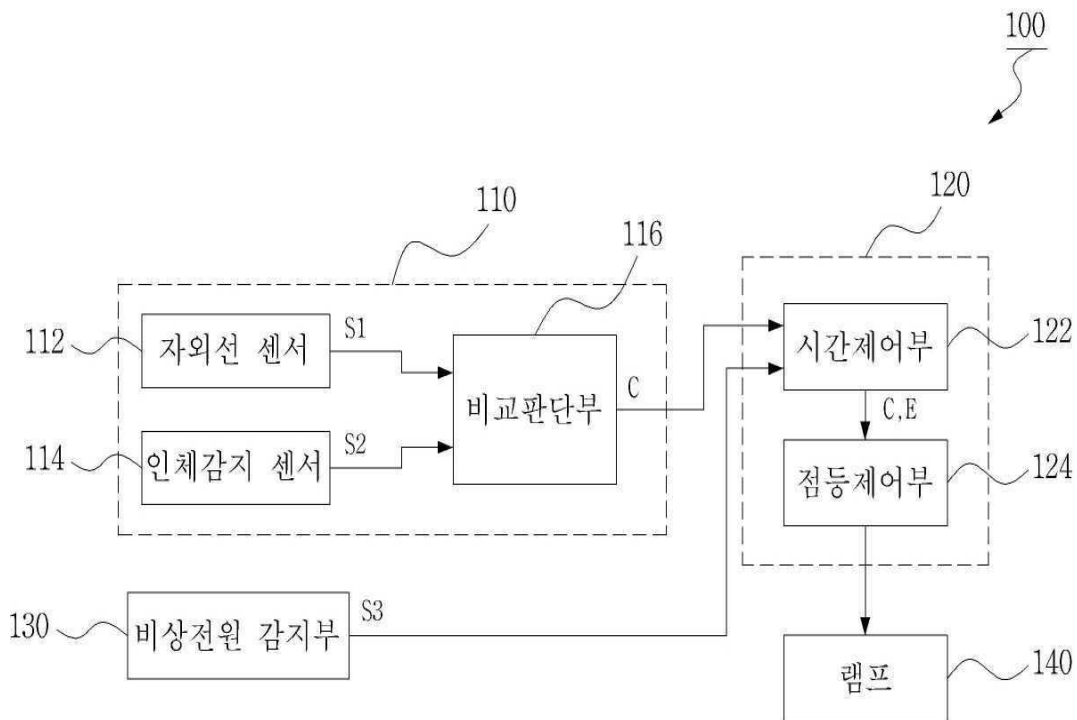 100
120
110
116
112
자외선 센서
S1
시간제어부
122
비교판단부
C
C,E
114
인체감지 센서
S2
점등제어부
124
130
비상전원 감지부
S3
램프
140